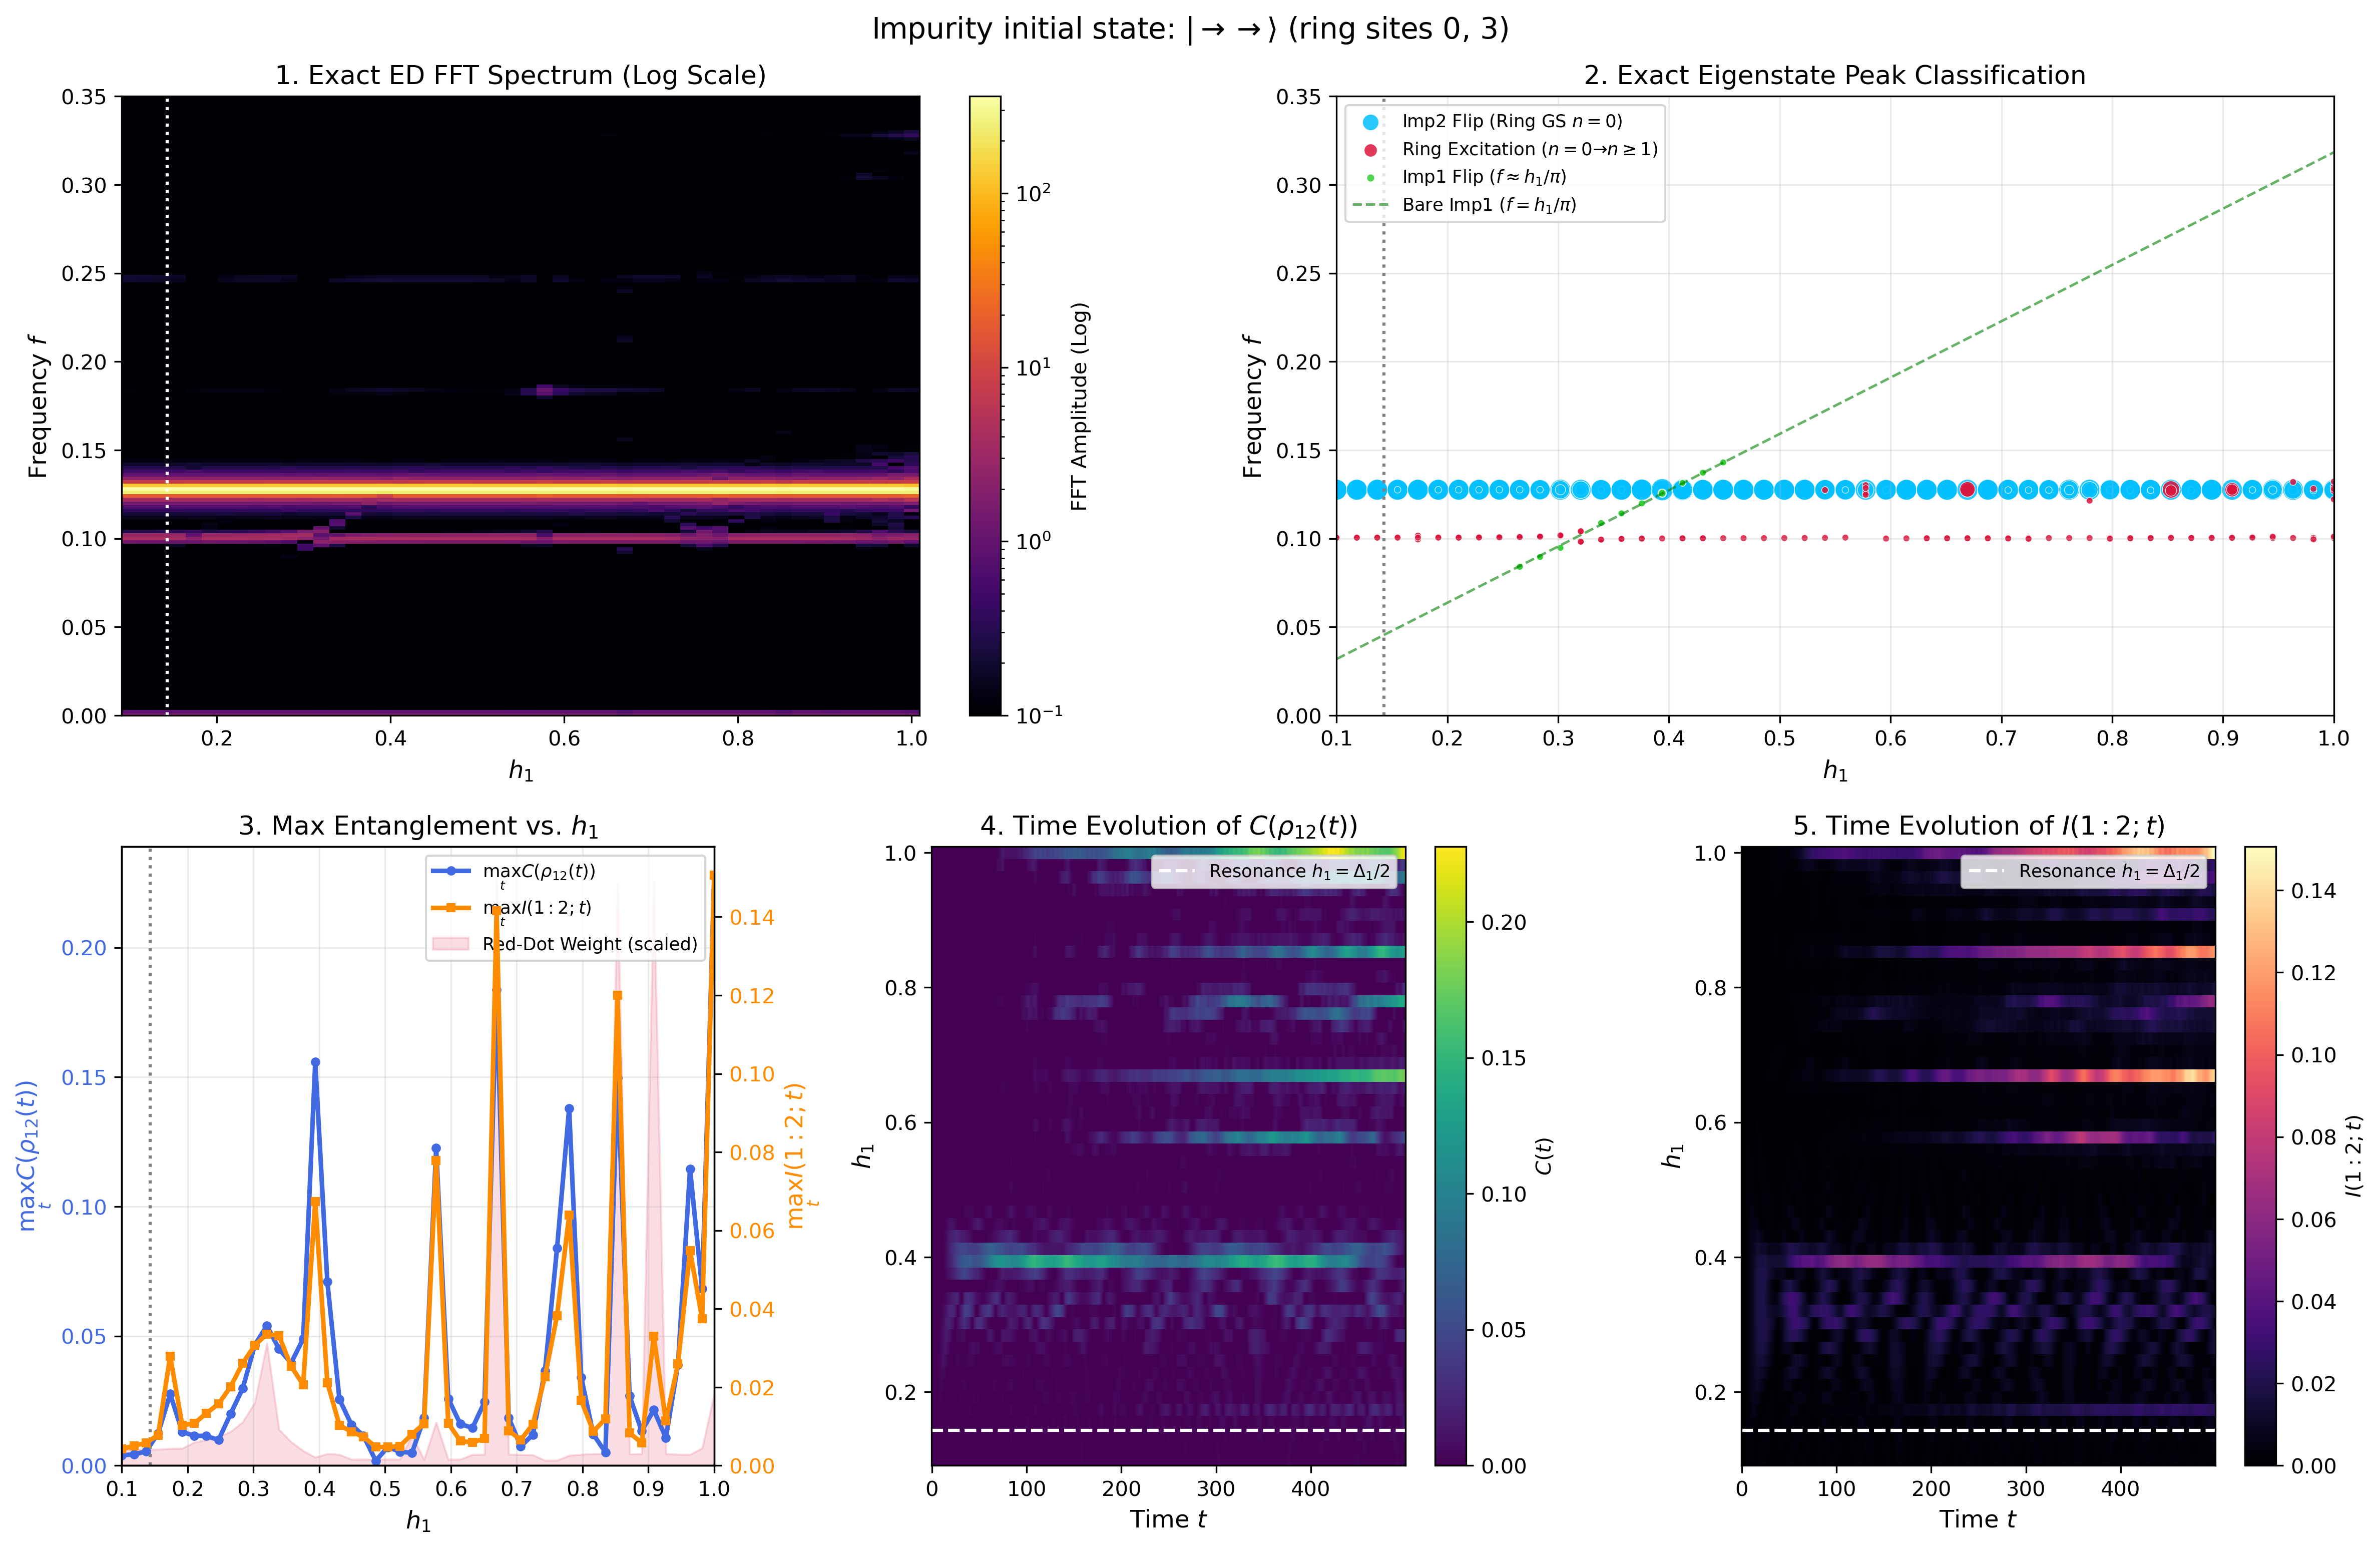 Impurity initial state: |→→⟩ (ring sites 0, 3)
1. Exact ED FFT Spectrum (Log Scale)
0.35
0.30
0.25
0.20
0.15
0.10
0.05
0.00
Frequency f
0.2 0.4 0.6 0.8 1.0
h₁
10²
10¹
10⁰
10⁻¹
FFT Amplitude (Log)
2. Exact Eigenstate Peak Classification
Imp2 Flip (Ring GS n = 0)
Ring Excitation (n = 0→n ≥ 1)
Imp1 Flip (f ≈ h₁/π)
Bare Imp1 (f = h₁/π)
0.35
0.30
0.25
0.20
0.15
0.10
0.05
0.00
Frequency f
0.1 0.2 0.3 0.4 0.5 0.6 0.7 0.8 0.9 1.0
h₁
3. Max Entanglement vs. h₁
max_t C(ρ₁₂(t))
max_t I(1 : 2; t)
Red-Dot Weight (scaled)
0.20
0.15
0.10
0.05
0.00
max_t C(ρ₁₂(t))
0.14
0.12
0.10
0.08
0.06
0.04
0.02
0.00
max_t I(1 : 2; t)
0.1 0.2 0.3 0.4 0.5 0.6 0.7 0.8 0.9 1.0
h₁
4. Time Evolution of C(ρ₁₂(t))
Resonance h₁ = Δ₁/2
1.0
0.8
0.6
0.4
0.2
h₁
0 100 200 300 400
Time t
0.20
0.15
0.10
0.05
0.00
C(t)
5. Time Evolution of I(1 : 2; t)
Resonance h₁ = Δ₁/2
1.0
0.8
0.6
0.4
0.2
h₁
0 100 200 300 400
Time t
0.14
0.12
0.10
0.08
0.06
0.04
0.02
0.00
I(1 : 2; t)